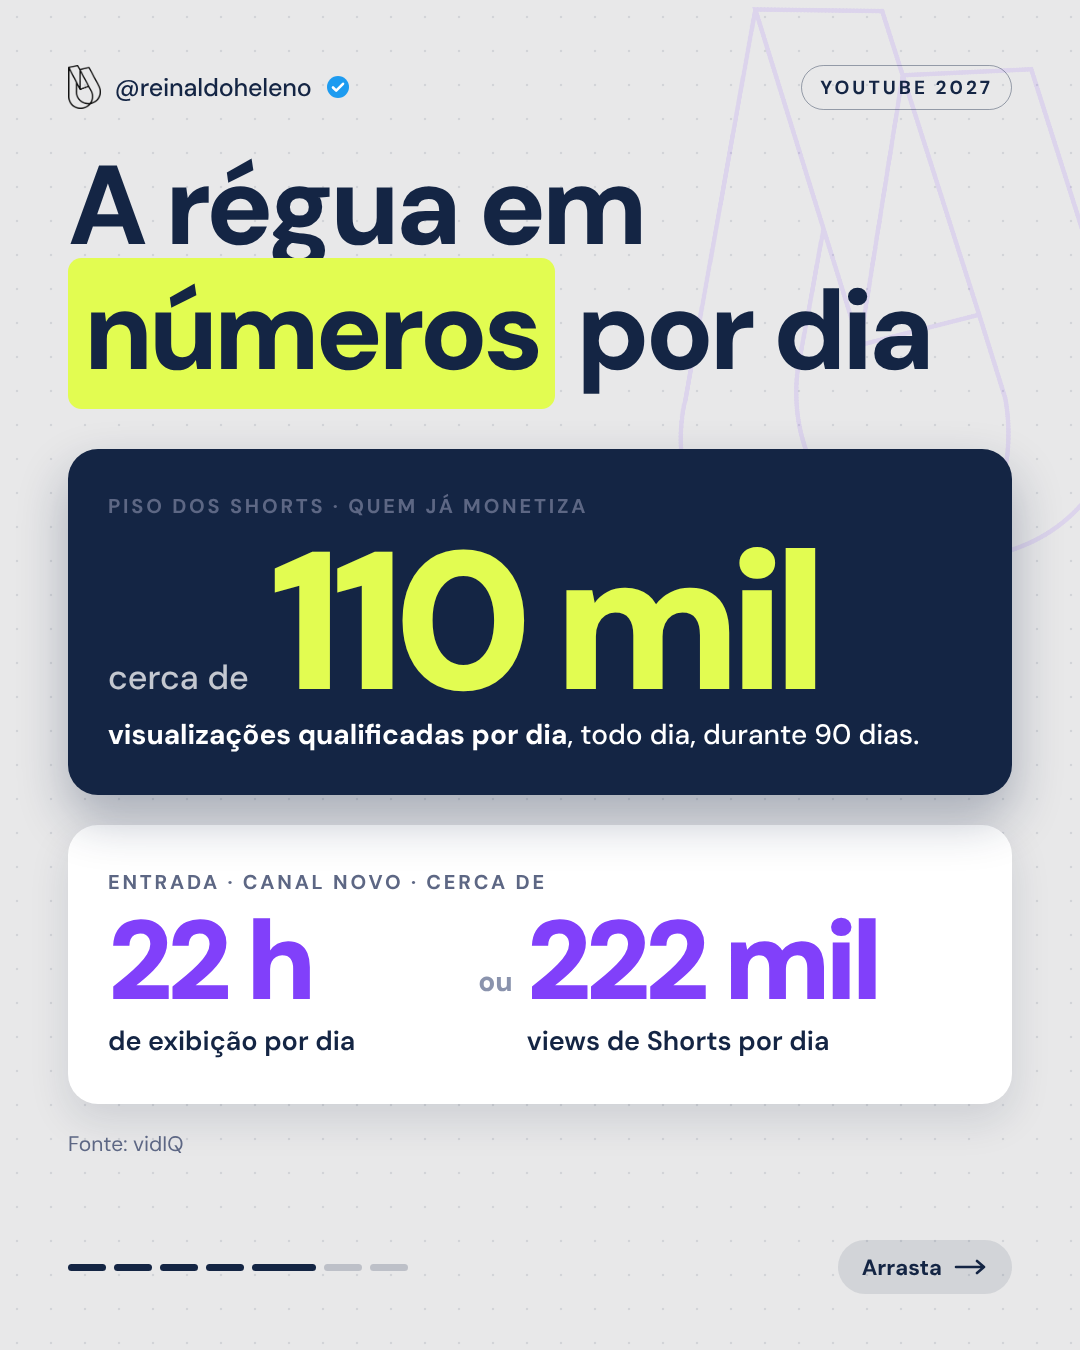 @reinaldoheleno
YOUTUBE 2027
A régua em
números por dia
PISO DOS SHORTS · QUEM JÁ MONETIZA
cerca de 110 mil
visualizações qualificadas por dia, todo dia, durante 90 dias.
ENTRADA · CANAL NOVO · CERCA DE
22 h ou 222 mil
de exibição por dia views de Shorts por dia
Fonte: vidIQ
Arrasta →